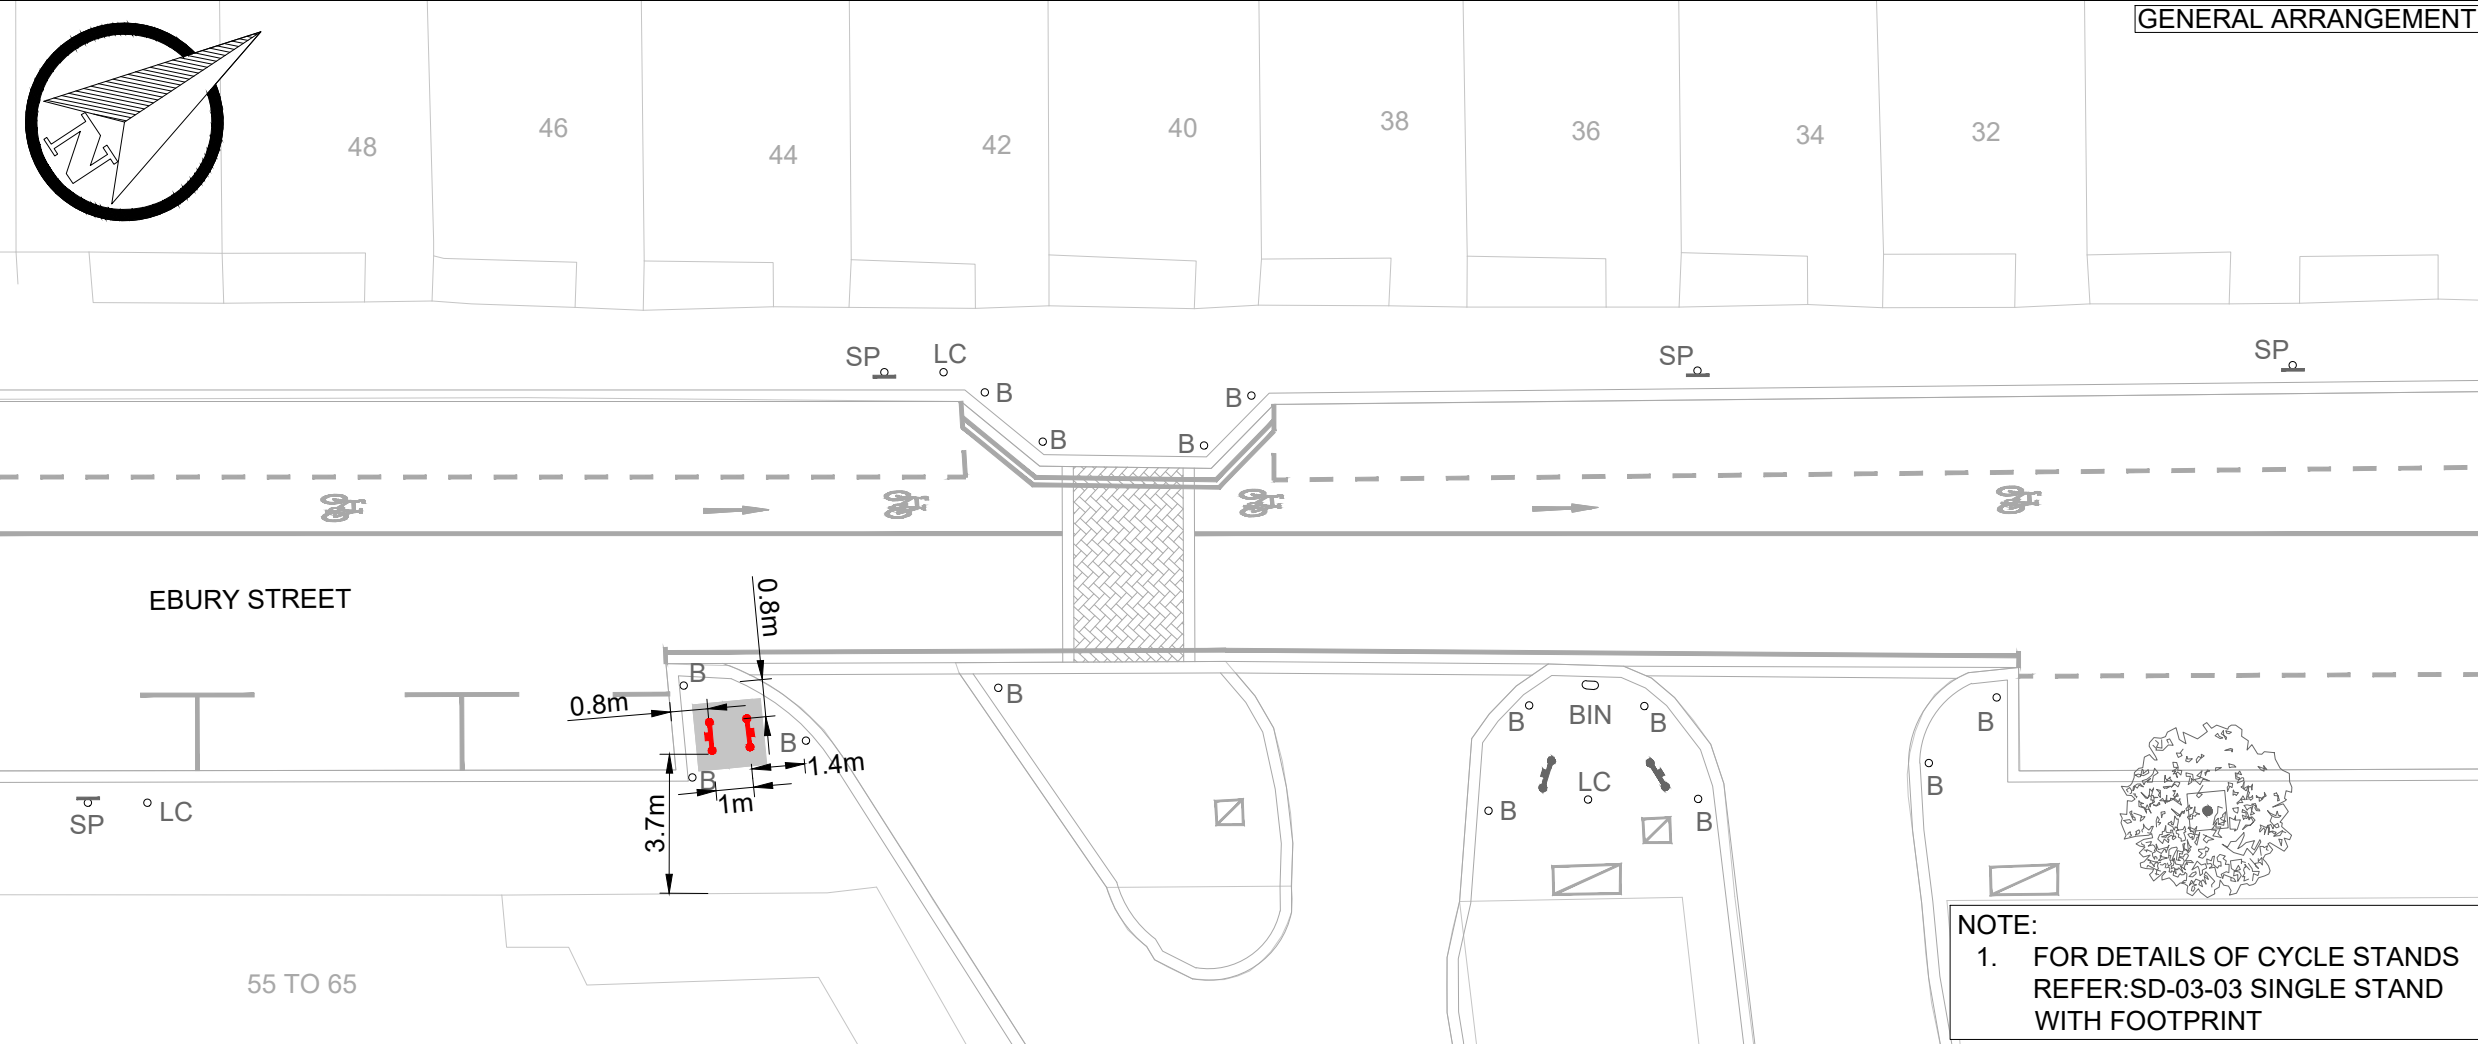 GENERAL ARRANGEMENT
N
48
46
44
42
40
38
36
34
32
SP
LC
B
B
B
B
SP
SP
EBURY STREET
0.8m
0.8m
B
B
B
1.4m
1m
3.7m
SP
LC
B
B
BIN
B
LC
B
B
B
B
55 TO 65
NOTE:
1. FOR DETAILS OF CYCLE STANDS
REFER:SD-03-03 SINGLE STAND
WITH FOOTPRINT